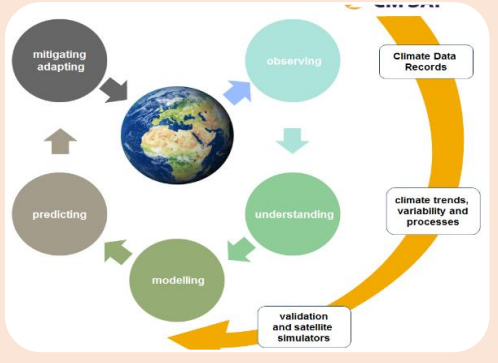 mitigating
adapting
observing
Climate Data
Records
predicting
understanding
climate trends,
variability and
processes
modelling
validation
and satellite
simulators